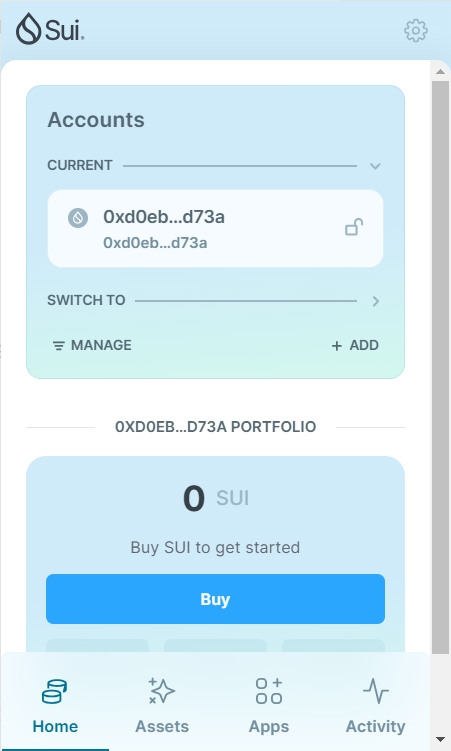 Sui.
Accounts
CURRENT
0xd0eb...d73a
0xd0eb...d73a
SWITCH TO
MANAGE
+ ADD
0XD0EB...D73A PORTFOLIO
0 SUI
Buy SUI to get started
Buy
Home
Assets
Apps
Activity